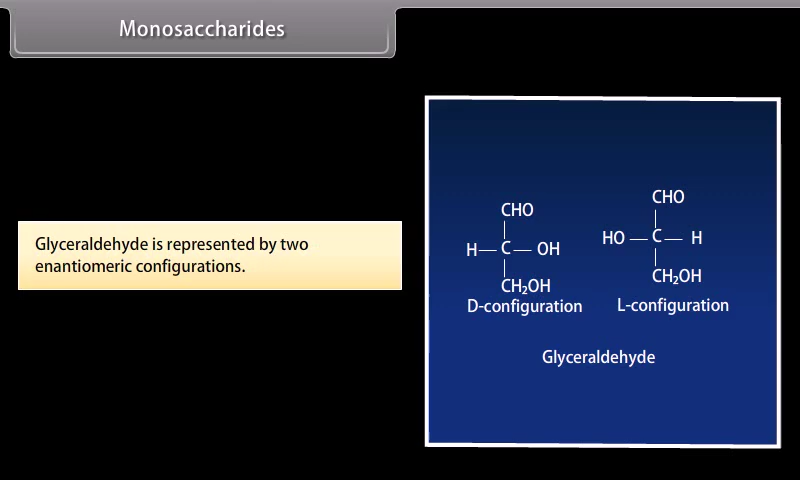 Monosaccharides
Glyceraldehyde is represented by two
enantiomeric configurations.
CHO
H — C — OH
CH₂OH
D-configuration
CHO
HO — C — H
CH₂OH
L-configuration
Glyceraldehyde